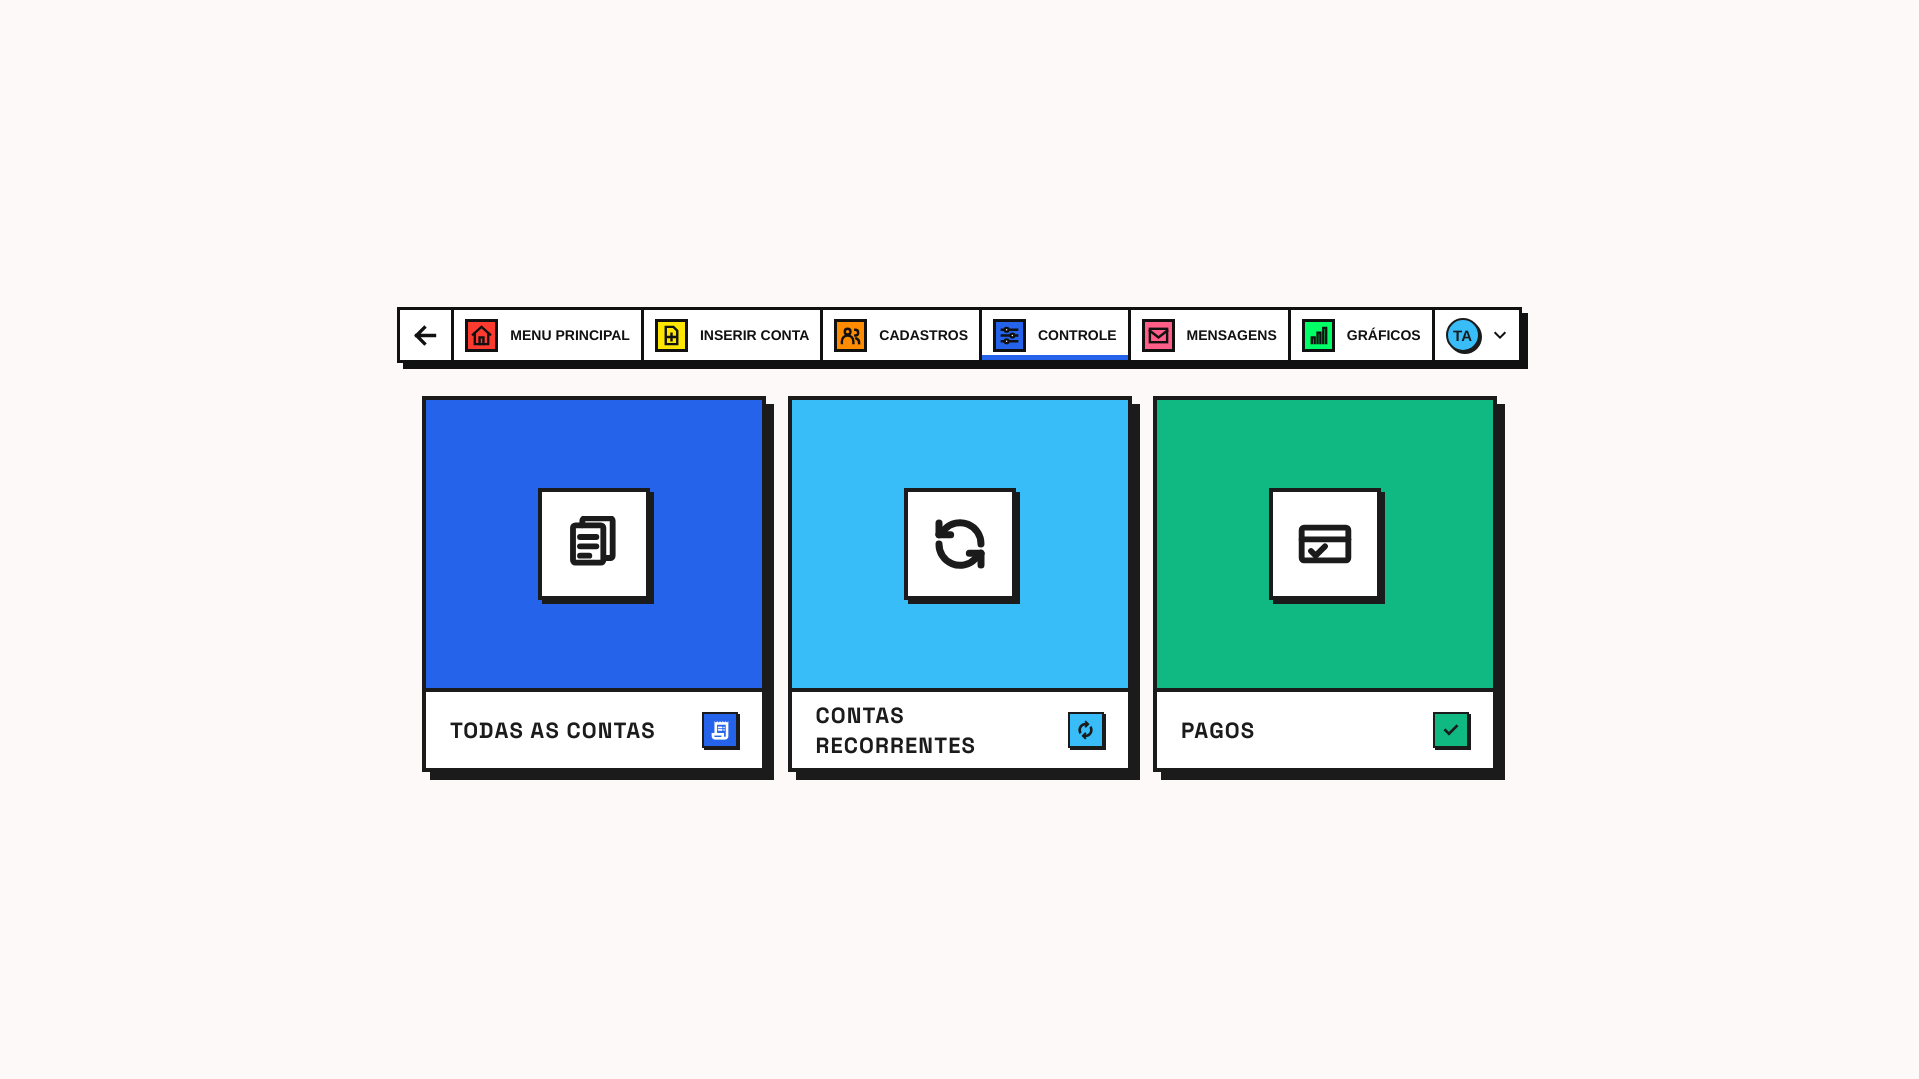 MENU PRINCIPAL
INSERIR CONTA
CADASTROS
CONTROLE
MENSAGENS
GRÁFICOS
TA
TODAS AS CONTAS
CONTAS
RECORRENTES
PAGOS